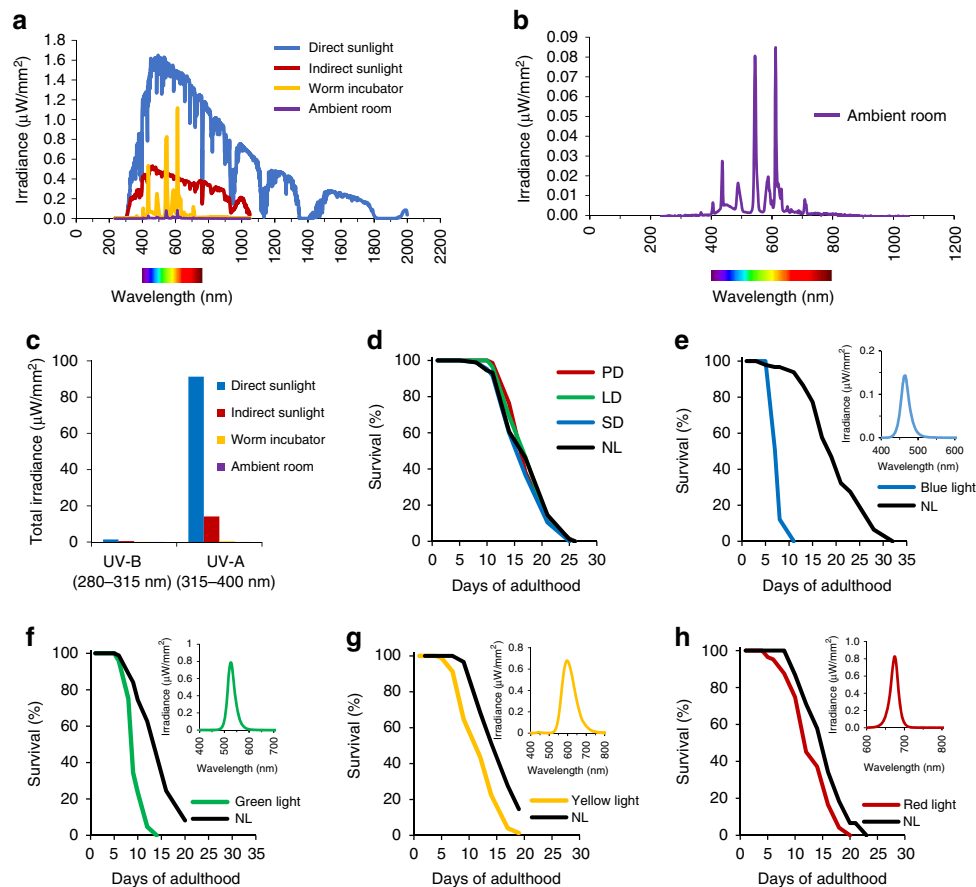 a
Irradiance (µW/mm²)
1.8
1.6
1.4
1.2
1.0
0.8
0.6
0.4
0.2
0.0
0
200
400
600
800
1000
1200
1400
1600
1800
2000
2200
Direct sunlight
Indirect sunlight
Worm incubator
Ambient room
Wavelength (nm)
b
Irradiance (µW/mm²)
0.09
0.08
0.07
0.06
0.05
0.04
0.03
0.02
0.01
0.00
0
200
400
600
800
1000
1200
Ambient room
Wavelength (nm)
c
Total irradiance (µW/mm²)
100
80
60
40
20
0
Direct sunlight
Indirect sunlight
Worm incubator
Ambient room
UV-B UV-A
(280–315 nm) (315–400 nm)
d
Survival (%)
100
80
60
40
20
0
PD
LD
SD
NL
0 5 10 15 20 25 30
Days of adulthood
e
Survival (%)
100
80
60
40
20
0
Irradiance (µW/mm²)
0.2
0.1
0.0
400 500 600
Wavelength (nm)
Blue light
NL
0 5 10 15 20 25 30 35
Days of adulthood
f
Survival (%)
100
80
60
40
20
0
Irradiance (µW/mm²)
1
0.8
0.6
0.4
0.2
0
400
500
600
700
Wavelength (nm)
Green light
NL
0 5 10 15 20 25 30 35
Days of adulthood
g
Survival (%)
100
80
60
40
20
0
Irradiance (µW/mm²)
0.8
0.6
0.4
0.2
0
400
500
600
700
800
Wavelength (nm)
Yellow light
NL
0 5 10 15 20 25 30
Days of adulthood
h
Survival (%)
100
80
60
40
20
0
Irradiance (µW/mm²)
1.0
0.8
0.6
0.4
0.2
0.0
600
700
800
Wavelength (nm)
Red light
NL
0 5 10 15 20 25 30
Days of adulthood